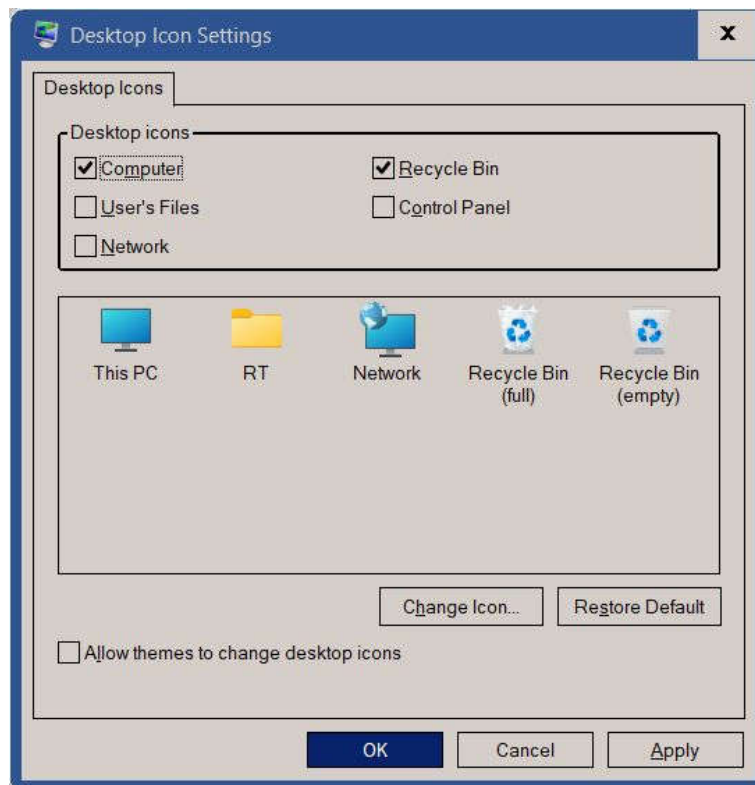 Desktop Icon Settings
Desktop Icons
Desktop icons
Computer
Recycle Bin
User's Files
Control Panel
Network
This PC
RT
Network
Recycle Bin
(full)
Recycle Bin
(empty)
Change Icon...
Restore Default
Allow themes to change desktop icons
OK
Cancel
Apply